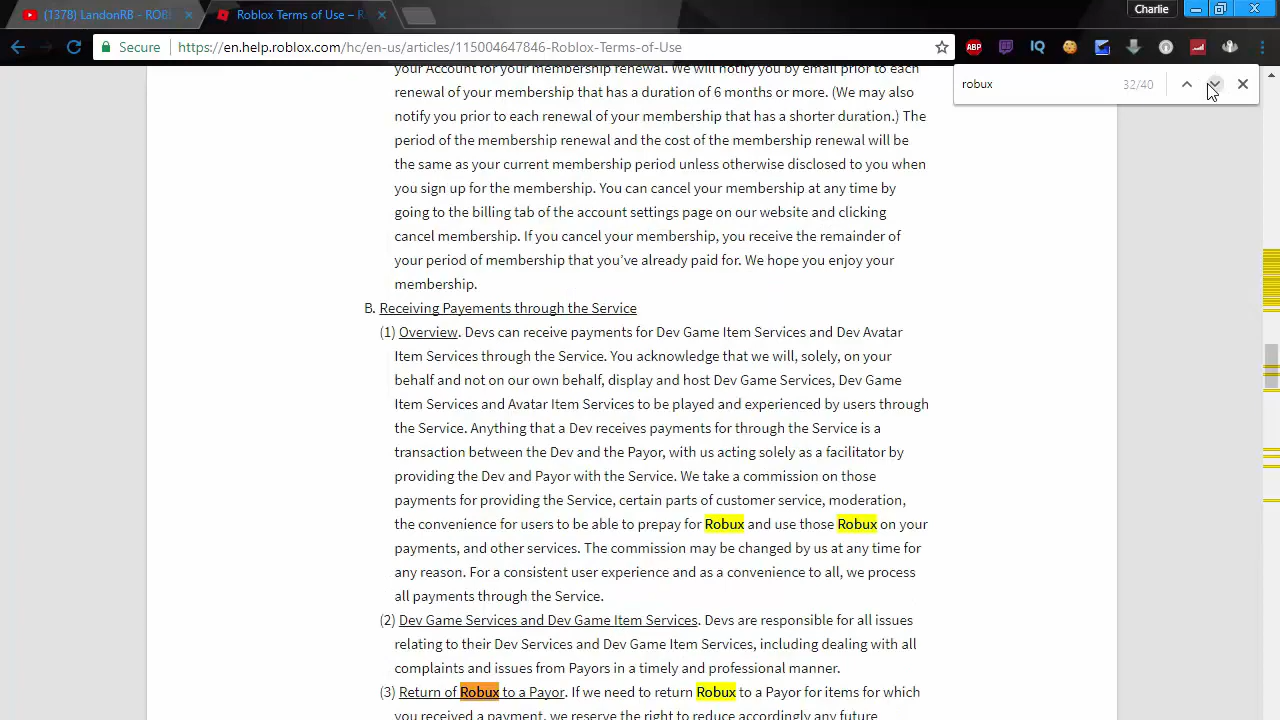 (1378) LandonRB - ROB
Roblox Terms of Use – R
Charlie
Secure
https://en.help.roblox.com/hc/en-us/articles/115004647846-Roblox-Terms-of-Use
ABP
IQ
robux
32/40
your Account for your membership renewal. We will notify you by email prior to each
renewal of your membership that has a duration of 6 months or more. (We may also
notify you prior to each renewal of your membership that has a shorter duration.) The
period of the membership renewal and the cost of the membership renewal will be
the same as your current membership period unless otherwise disclosed to you when
you sign up for the membership. You can cancel your membership at any time by
going to the billing tab of the account settings page on our website and clicking
cancel membership. If you cancel your membership, you receive the remainder of
your period of membership that you've already paid for. We hope you enjoy your
membership.
B. Receiving Payements through the Service
(1) Overview. Devs can receive payments for Dev Game Item Services and Dev Avatar
Item Services through the Service. You acknowledge that we will, solely, on your
behalf and not on our own behalf, display and host Dev Game Services, Dev Game
Item Services and Avatar Item Services to be played and experienced by users through
the Service. Anything that a Dev receives payments for through the Service is a
transaction between the Dev and the Payor, with us acting solely as a facilitator by
providing the Dev and Payor with the Service. We take a commission on those
payments for providing the Service, certain parts of customer service, moderation,
the convenience for users to be able to prepay for Robux and use those Robux on your
payments, and other services. The commission may be changed by us at any time for
any reason. For a consistent user experience and as a convenience to all, we process
all payments through the Service.
(2) Dev Game Services and Dev Game Item Services. Devs are responsible for all issues
relating to their Dev Services and Dev Game Item Services, including dealing with all
complaints and issues from Payors in a timely and professional manner.
(3) Return of Robux to a Payor. If we need to return Robux to a Payor for items for which
you received a payment, we reserve the right to reduce accordingly any future